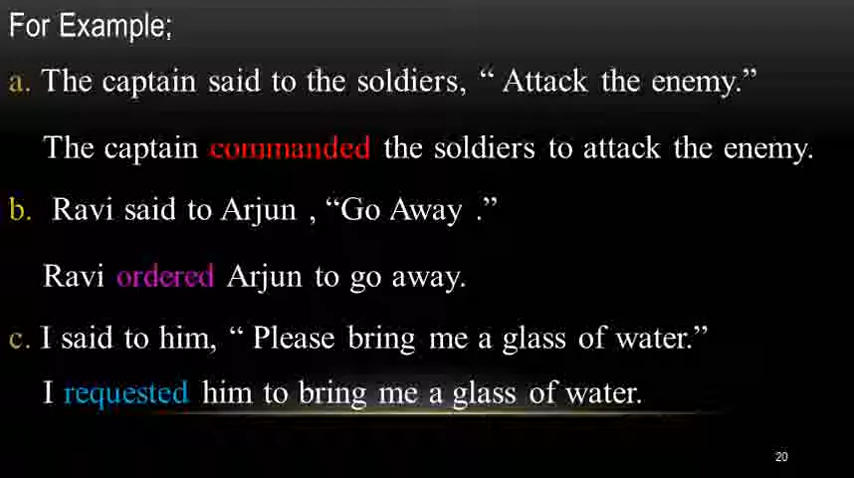 For Example;
a. The captain said to the soldiers, “ Attack the enemy.”
The captain commanded the soldiers to attack the enemy.
b. Ravi said to Arjun , “Go Away .”
Ravi ordered Arjun to go away.
c. I said to him, “ Please bring me a glass of water.”
I requested him to bring me a glass of water.
20